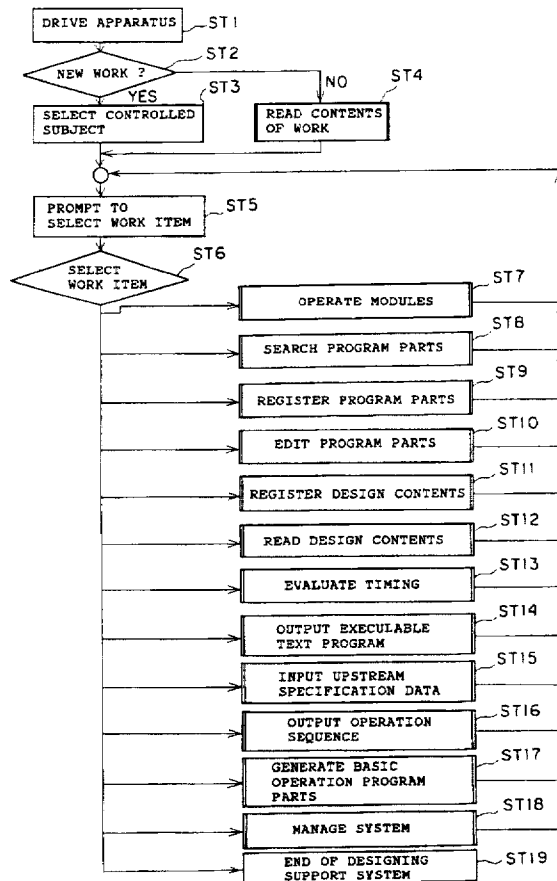 DRIVE APPARATUS
ST1
ST2
NEW WORK ?
YES
ST3
NO
ST4
SELECT CONTROLLED
SUBJECT
READ CONTENTS
OF WORK
PROMPT TO
SELECT WORK ITEM
ST5
ST6
SELECT
WORK ITEM
ST7
OPERATE MODULES
ST8
SEARCH PROGRAM PARTS
ST9
REGISTER PROGRAM PARTS
ST10
EDIT PROGRAM PARTS
ST11
REGISTER DESIGN CONTENTS
ST12
READ DESIGN CONTENTS
ST13
EVALUATE TIMING
ST14
OUTPUT EXECULABLE
TEXT PROGRAM
ST15
INPUT UPSTREAM
SPECIFICATION DATA
ST16
OUTPUT OPERATION
SEQUENCE
ST17
GENERATE BASIC
OPERATION PROGRAM
PARTS
ST18
MANAGE SYSTEM
ST19
END OF DESIGNING
SUPPORT SYSTEM